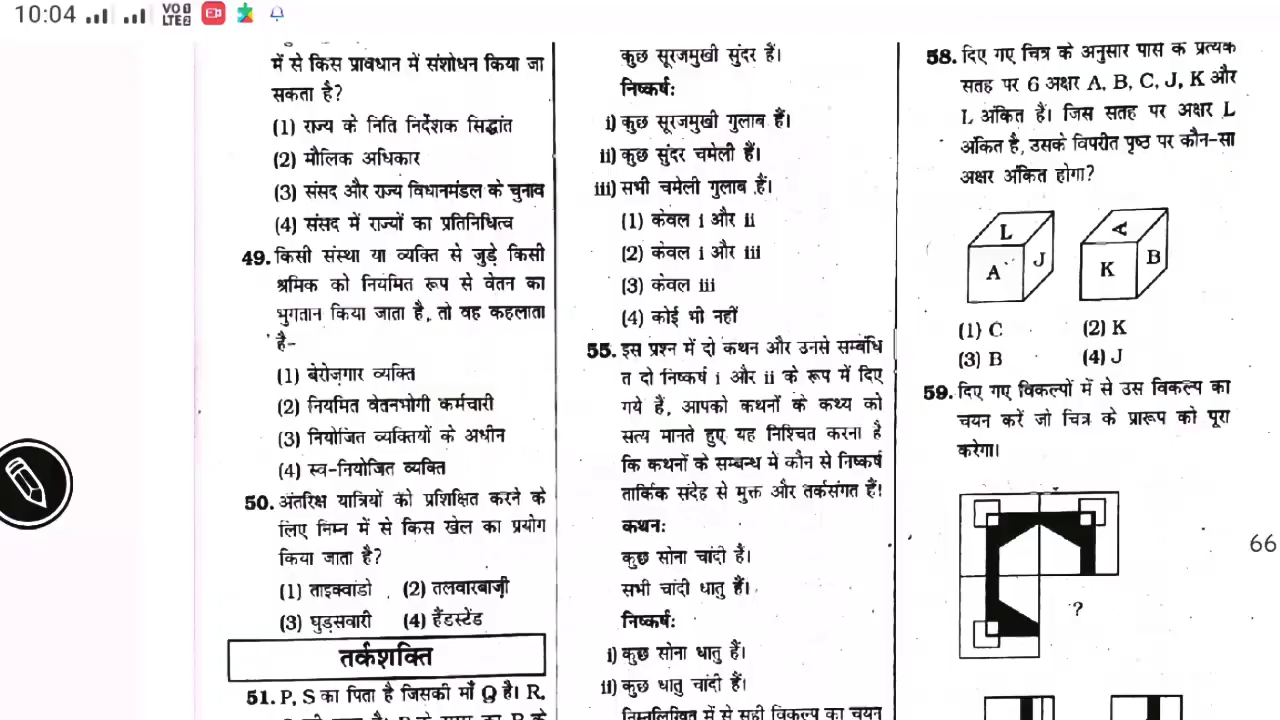 10:04
VO LTE
में से किस प्रावधान में संशोधन किया जा
सकता है?
(1) राज्य के निति निर्देशक सिद्धांत
(2) मौलिक अधिकार
(3) संसद और राज्य विधानमंडल के चुनाव
(4) संसद में राज्यों का प्रतिनिधित्व
49. किसी संस्था या व्यक्ति से जुड़े किसी
श्रमिक को नियमित रूप से वेतन का
भुगतान किया जाता है, तो वह कहलाता
है-
(1) बेरोज़गार व्यक्ति
(2) नियमित वेतनभोगी कर्मचारी
(3) नियोजित व्यक्तियों के अधीन
(4) स्व-नियोजित व्यक्ति
50. अंतरिक्ष यात्रियों को प्रशिक्षित करने के
लिए निम्न में से किस खेल का प्रयोग
किया जाता है?
(1) ताइक्वांडो (2) तलवारबाज़ी
(3) घुड़सवारी (4) हैंडस्टेंड
तर्कशक्ति
51. P, S का पिता है जिसकी माँ Q है। R,
कुछ सूरजमुखी सुंदर हैं।
निष्कर्ष:
i) कुछ सूरजमुखी गुलाब हैं।
ii) कुछ सुंदर चमेली हैं।
iii) सभी चमेली गुलाब हैं।
(1) केवल i और ii
(2) केवल i और iii
(3) केवल iii
(4) कोई भी नहीं
55. इस प्रश्न में दो कथन और उनसे सम्बंधि
त दो निष्कर्ष i और ii के रूप में दिए
गये हैं, आपको कथनों के कथ्य को
सत्य मानते हुए यह निश्चित करना है
कि कथनों के सम्बन्ध में कौन से निष्कर्ष
तार्किक संदेह से मुक्त और तर्कसंगत हैं!
कथन:
कुछ सोना चांदी हैं।
सभी चांदी धातु हैं।
निष्कर्ष:
i) कुछ सोना धातु हैं।
ii) कुछ धातु चांदी हैं।
निम्नलिखित में से सही विकल्प का चयन
58. दिए गए चित्र के अनुसार पासे के प्रत्येक
सतह पर 6 अक्षर A, B, C, J, K और
L अंकित हैं। जिस सतह पर अक्षर L
अंकित है, उसके विपरीत पृष्ठ पर कौन-सा
अक्षर अंकित होगा?
L A J
A K B
(1) C (2) K
(3) B (4) J
59. दिए गए विकल्पों में से उस विकल्प का
चयन करें जो चित्र के प्रारूप को पूरा
करेगा।
?
66